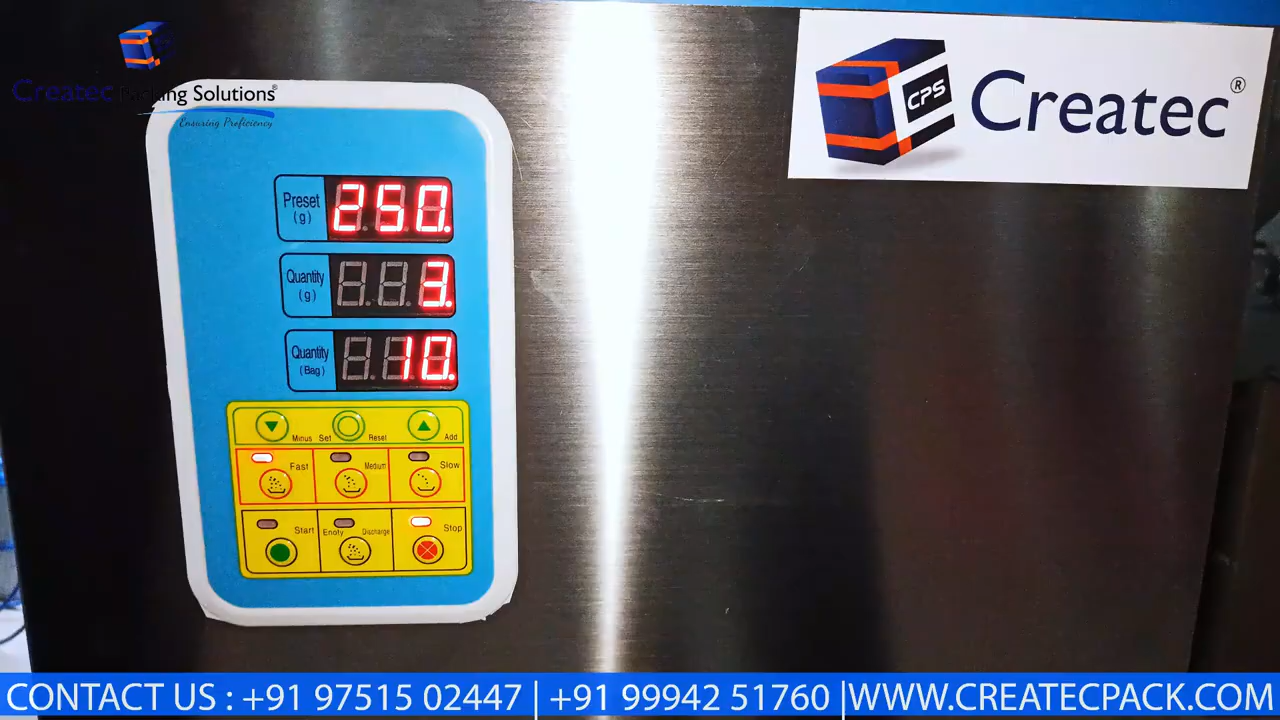 Createc Packing Solutions®
Ensuring Proficiency
CPS
Createc®
Preset
(g)
250.
Quantity
(g)
3.
Quantity
(Bag)
10.
Minus Set Reset Add
Fast Medium Slow
Start Enoty Discharge Stop
CONTACT US : +91 97515 02447 | +91 99942 51760 |WWW.CREATECPACK.COM